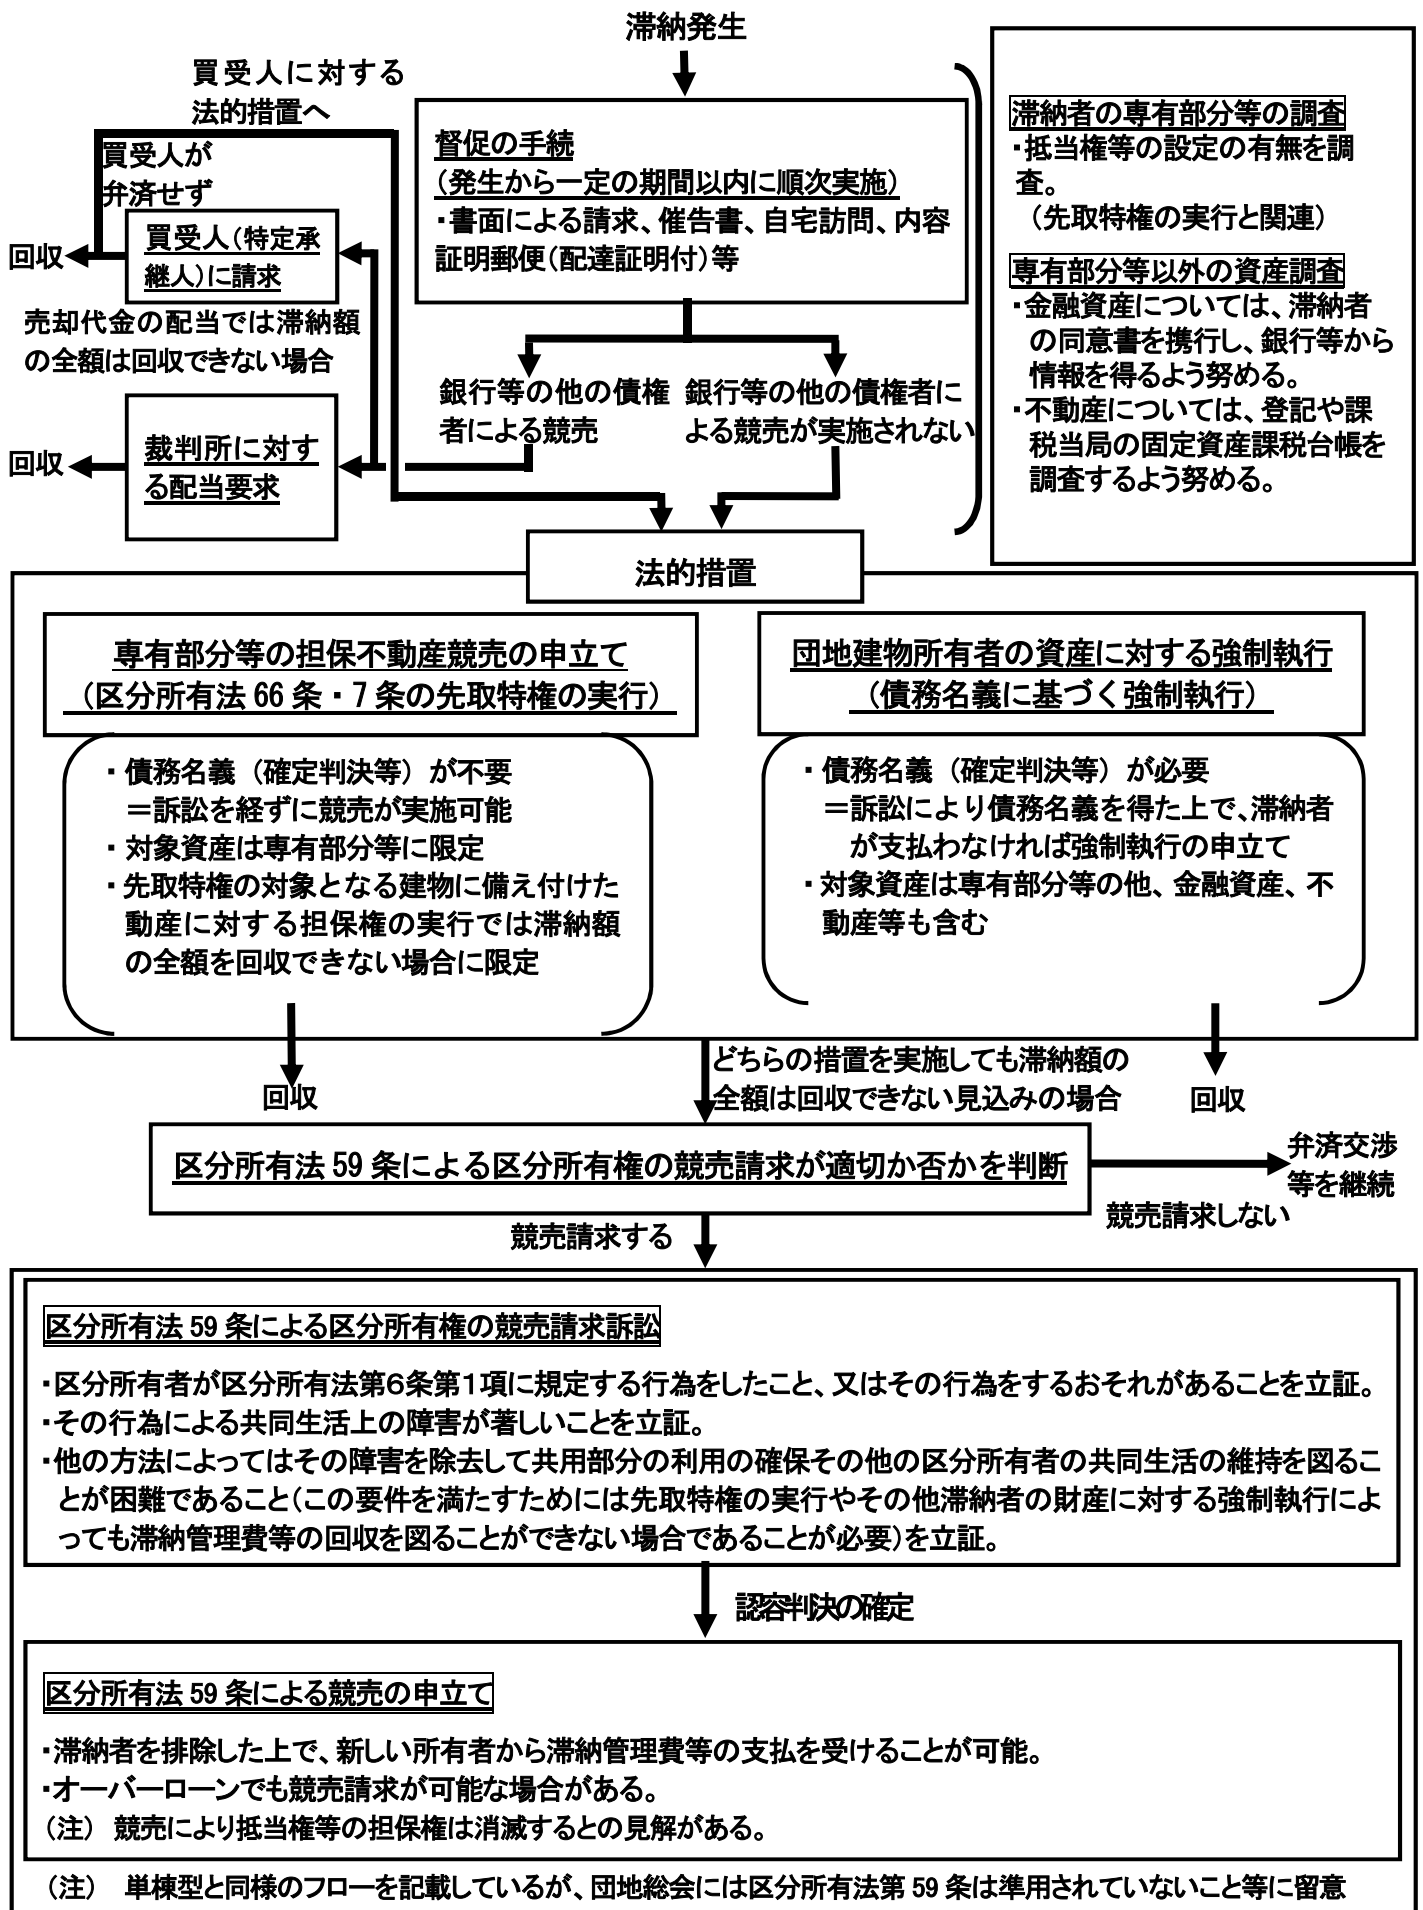 滞納発生
買受人に対する
法的措置へ
買受人が
弁済せず
回収
買受人（特定承
継人）に請求
売却代金の配当では滞納額
の全額は回収できない場合
回収
裁判所に対す
る配当要求
督促の手続
（発生から一定の期間以内に順次実施）
・書面による請求、催告書、自宅訪問、内容
証明郵便（配達証明付）等
銀行等の他の債権
者による競売
銀行等の他の債権者に
よる競売が実施されない
滞納者の専有部分等の調査
・抵当権等の設定の有無を調
査。
（先取特権の実行と関連）
専有部分等以外の資産調査
・金融資産については、滞納者
の同意書を携行し、銀行等から
情報を得るよう努める。
・不動産については、登記や課
税当局の固定資産課税台帳を
調査するよう努める。
法的措置
専有部分等の担保不動産競売の申立て
（区分所有法 66 条・７条の先取特権の実行）
・債務名義（確定判決等）が不要
＝訴訟を経ずに競売が実施可能
・対象資産は専有部分等に限定
・先取特権の対象となる建物に備え付けた
動産に対する担保権の実行では滞納額
の全額を回収できない場合に限定
団地建物所有者の資産に対する強制執行
（債務名義に基づく強制執行）
・債務名義（確定判決等）が必要
＝訴訟により債務名義を得た上で、滞納者
が支払わなければ強制執行の申立て
・対象資産は専有部分等の他、金融資産、不
動産等も含む
回収
どちらの措置を実施しても滞納額の
全額は回収できない見込みの場合
回収
区分所有法 59 条による区分所有権の競売請求が適切か否かを判断
弁済交渉
等を継続
競売請求しない
競売請求する
区分所有法 59 条による区分所有権の競売請求訴訟
・区分所有者が区分所有法第６条第１項に規定する行為をしたこと、又はその行為をするおそれがあることを立証。
・その行為による共同生活上の障害が著しいことを立証。
・他の方法によってはその障害を除去して共用部分の利用の確保その他の区分所有者の共同生活の維持を図るこ
とが困難であること（この要件を満たすためには先取特権の実行やその他滞納者の財産に対する強制執行によ
っても滞納管理費等の回収を図ることができない場合であることが必要）を立証。
認容判決の確定
区分所有法 59 条による競売の申立て
・滞納者を排除した上で、新しい所有者から滞納管理費等の支払を受けることが可能。
・オーバーローンでも競売請求が可能な場合がある。
（注） 競売により抵当権等の担保権は消滅するとの見解がある。
（注） 単棟型と同様のフローを記載しているが、団地総会には区分所有法第 59 条は準用されていないこと等に留意